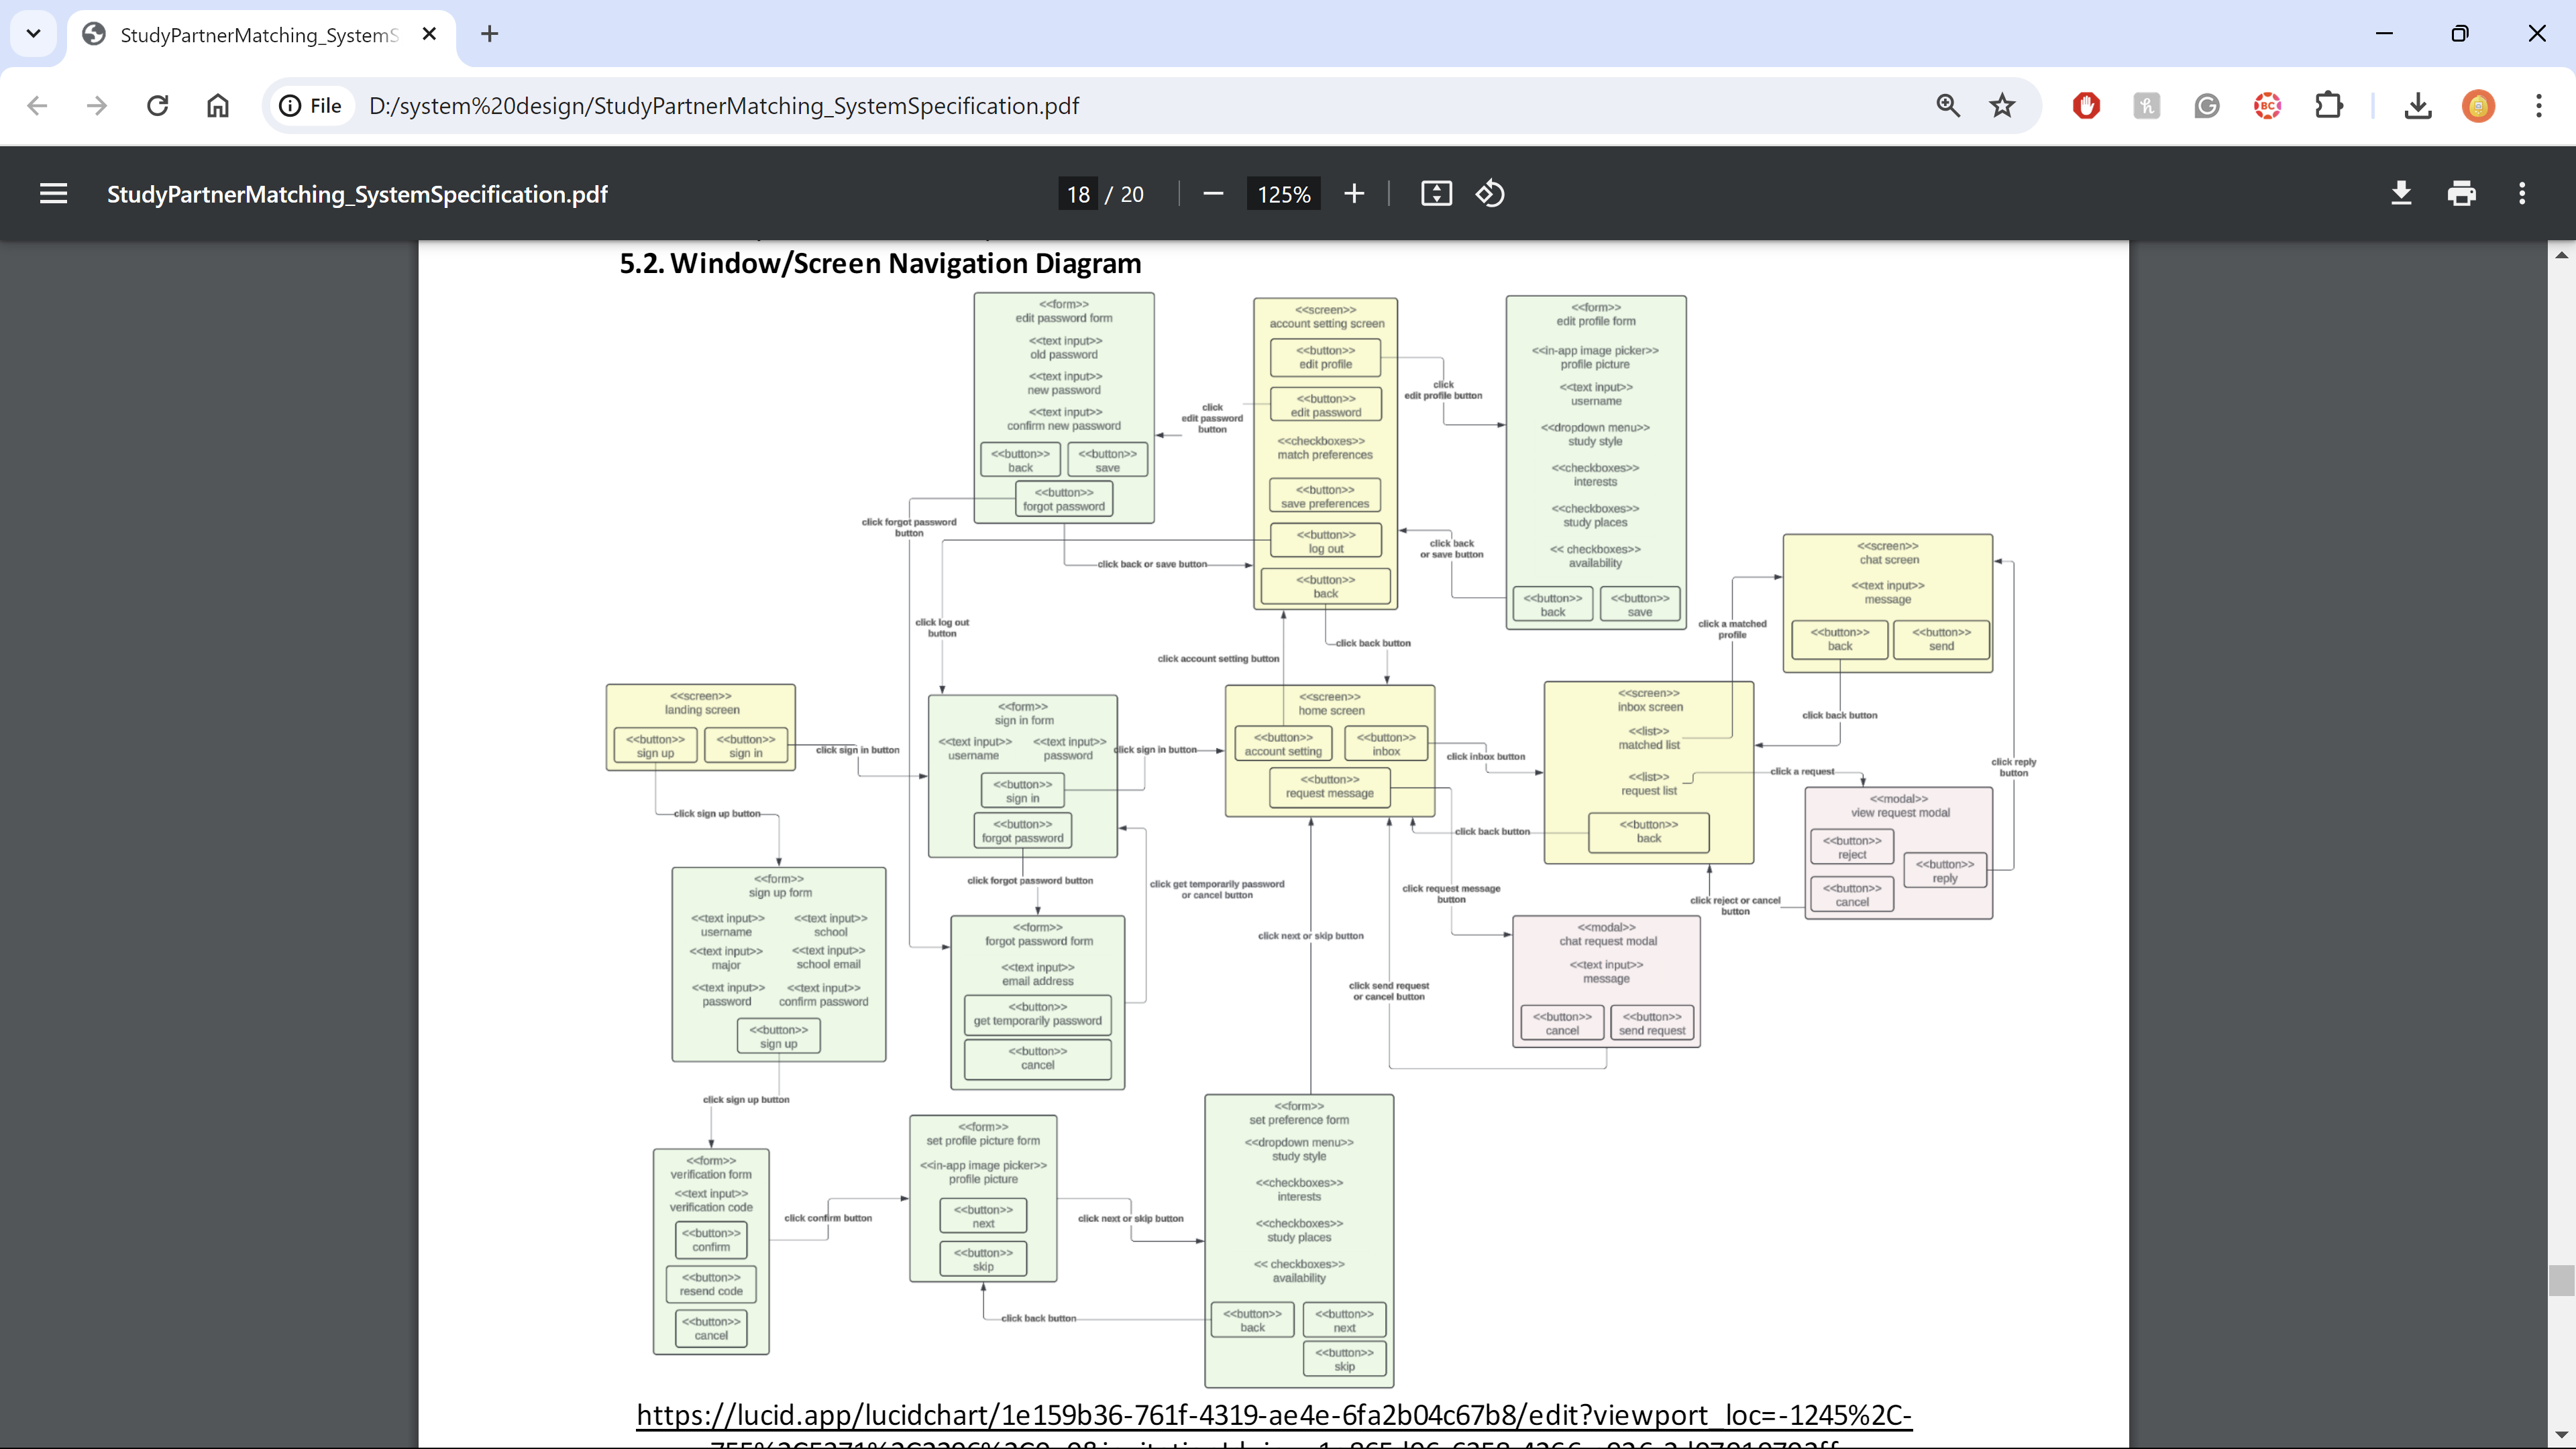 StudyPartnerMatching_SystemS
File
D:/system%20design/StudyPartnerMatching_SystemSpecification.pdf
BC
StudyPartnerMatching_SystemSpecification.pdf
18 / 20
125%
5.2. Window/Screen Navigation Diagram
<<form>>
edit password form
<<text input>>
old password
<<text input>>
new password
<<text input>>
confirm new password
<<button>>
back
<<button>>
save
<<button>>
forgot password
<<screen>>
account setting screen
<<button>>
edit profile
<<button>>
edit password
<<checkboxes>>
match preferences
<<button>>
save preferences
<<button>>
log out
<<button>>
back
<<form>>
edit profile form
<<in-app image picker>>
profile picture
<<text input>>
username
<<dropdown menu>>
study style
<<checkboxes>>
interests
<<checkboxes>>
study places
<< checkboxes>>
availability
<<button>>
back
<<button>>
save
click
edit password
button
click
edit profile button
click forgot password
button
click back or save button
click back
or save button
click log out
button
click account setting button
click back button
<<screen>>
chat screen
<<text input>>
message
<<button>>
back
<<button>>
send
click a matched
profile
click back button
click reply
button
<<screen>>
landing screen
<<button>>
sign up
<<button>>
sign in
click sign in button
click sign up button
<<form>>
sign in form
<<text input>>
username
<<text input>>
password
<<button>>
sign in
<<button>>
forgot password
click sign in button
<<screen>>
home screen
<<button>>
account setting
<<button>>
inbox
<<button>>
request message
click inbox button
click back button
<<screen>>
inbox screen
<<list>>
matched list
<<list>>
request list
<<button>>
back
click a request
<<modal>>
view request modal
<<button>>
reject
<<button>>
reply
<<button>>
cancel
click reject or cancel
button
click forgot password button
click get temporarily password
or cancel button
click request message
button
click next or skip button
click send request
or cancel button
<<form>>
sign up form
<<text input>>
username
<<text input>>
school
<<text input>>
major
<<text input>>
school email
<<text input>>
password
<<text input>>
confirm password
<<button>>
sign up
click sign up button
<<form>>
forgot password form
<<text input>>
email address
<<button>>
get temporarily password
<<button>>
cancel
<<modal>>
chat request modal
<<text input>>
message
<<button>>
cancel
<<button>>
send request
<<form>>
verification form
<<text input>>
verification code
<<button>>
confirm
<<button>>
resend code
<<button>>
cancel
click confirm button
<<form>>
set profile picture form
<<in-app image picker>>
profile picture
<<button>>
next
<<button>>
skip
click next or skip button
click back button
<<form>>
set preference form
<<dropdown menu>>
study style
<<checkboxes>>
interests
<<checkboxes>>
study places
<< checkboxes>>
availability
<<button>>
back
<<button>>
next
<<button>>
skip
https://lucid.app/lucidchart/1e159b36-761f-4319-ae4e-6fa2b04c67b8/edit?viewport_loc=-1245%2C-